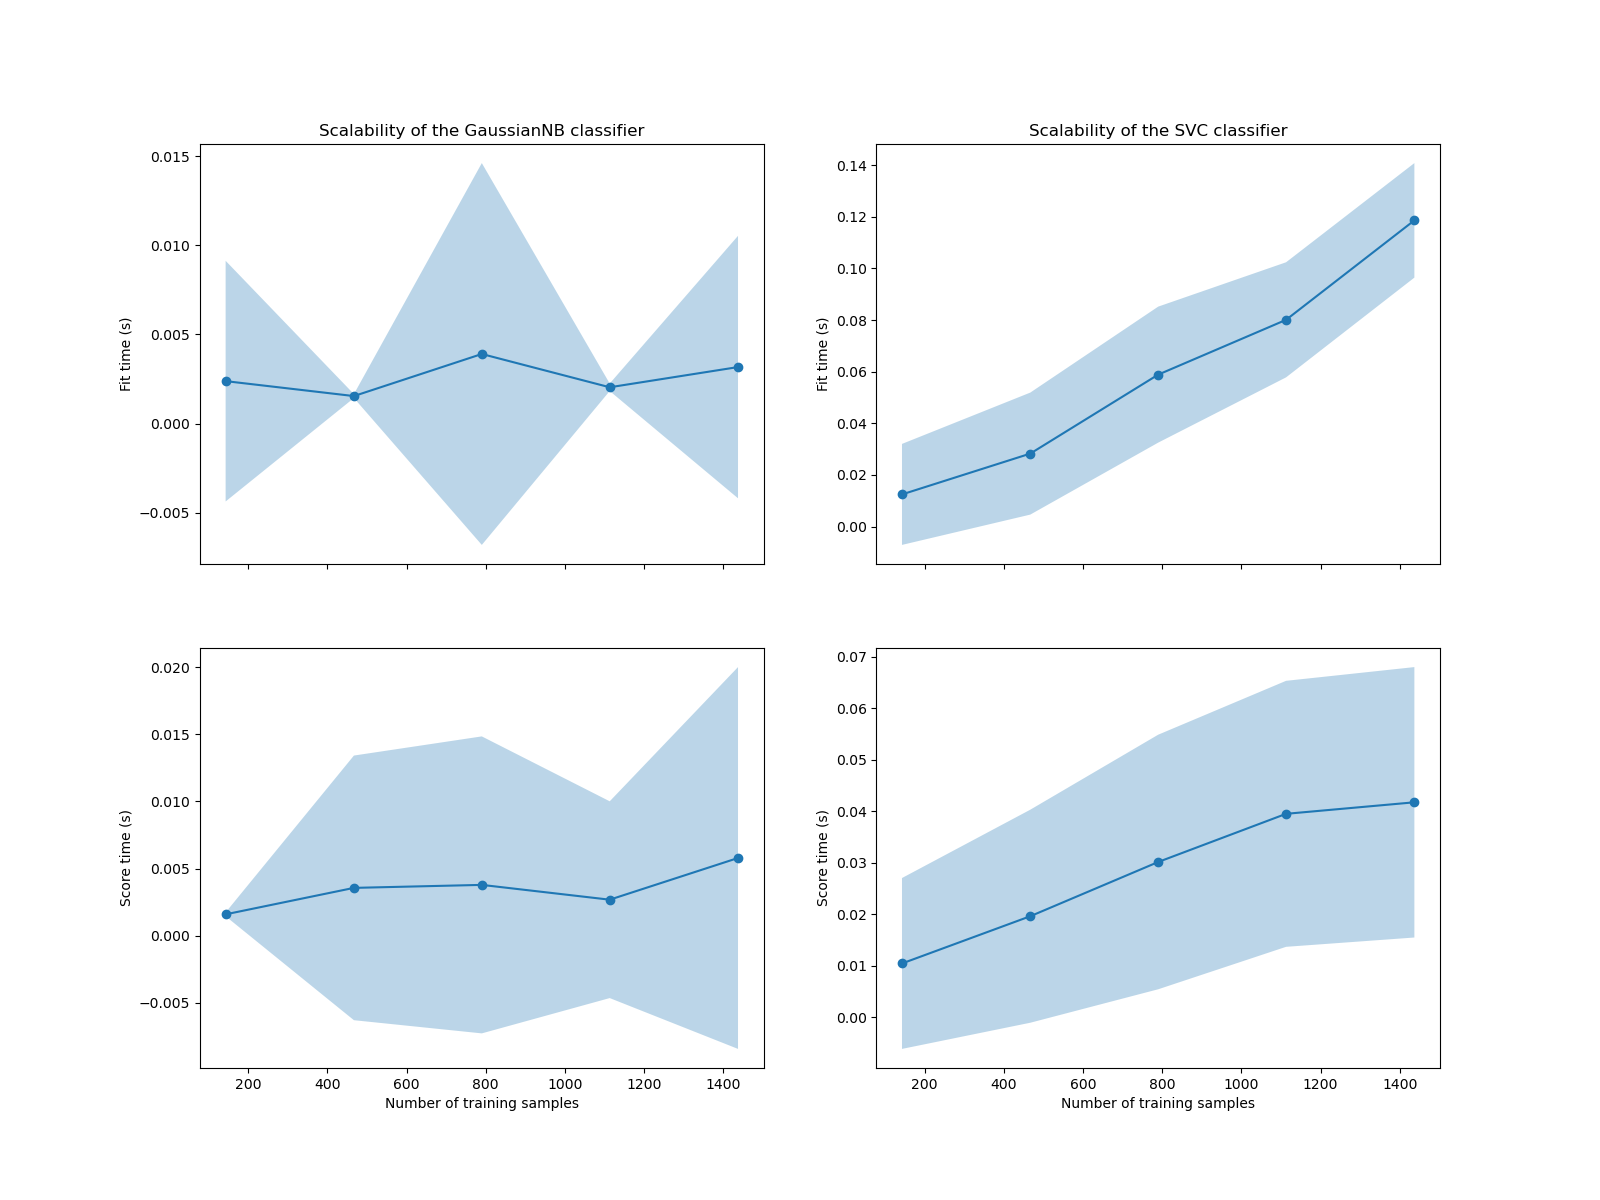 Scalability of the GaussianNB classifier
0.015
0.010
0.005
0.000
−0.005
Fit time (s)
Scalability of the SVC classifier
0.14
0.12
0.10
0.08
0.06
0.04
0.02
0.00
Fit time (s)
0.020
0.015
0.010
0.005
0.000
−0.005
Score time (s)
200 400 600 800 1000 1200 1400
Number of training samples
0.07
0.06
0.05
0.04
0.03
0.02
0.01
0.00
Score time (s)
200 400 600 800 1000 1200 1400
Number of training samples